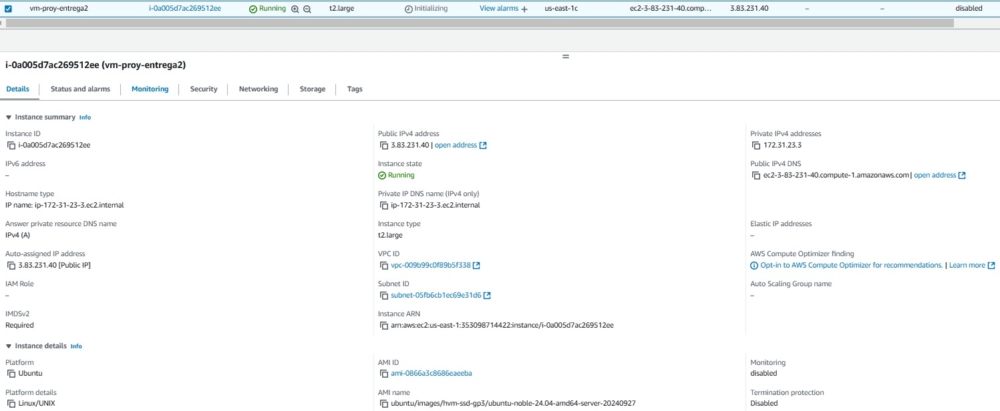 vm-proy-entrega2 i-0a005d7ac269512ee Running t2.large Initializing View alarms + us-east-1c ec2-3-83-231-40.comp... 3.83.231.40 – – disabled
i-0a005d7ac269512ee (vm-proy-entrega2)
Details Status and alarms Monitoring Security Networking Storage Tags
Instance summary Info
Instance ID Public IPv4 address Private IPv4 addresses
i-0a005d7ac269512ee 3.83.231.40 | open address 172.31.23.3
IPv6 address Instance state Public IPv4 DNS
– Running ec2-3-83-231-40.compute-1.amazonaws.com | open address
Hostname type Private IP DNS name (IPv4 only)
IP name: ip-172-31-23-3.ec2.internal ip-172-31-23-3.ec2.internal
Answer private resource DNS name Instance type Elastic IP addresses
IPv4 (A) t2.large –
Auto-assigned IP address VPC ID AWS Compute Optimizer finding
3.83.231.40 [Public IP] vpc-009b99c0f89b5f338 Opt-in to AWS Compute Optimizer for recommendations. | Learn more
IAM Role Subnet ID Auto Scaling Group name
– subnet-05fb6cb1ec69e31d6 –
IMDSv2 Instance ARN
Required arn:aws:ec2:us-east-1:353098714422:instance/i-0a005d7ac269512ee
Instance details Info
Platform AMI ID Monitoring
Ubuntu ami-0866a3c8686eaeeba disabled
Platform details AMI name Termination protection
Linux/UNIX ubuntu/images/hvm-ssd-gp3/ubuntu-noble-24.04-amd64-server-20240927 Disabled